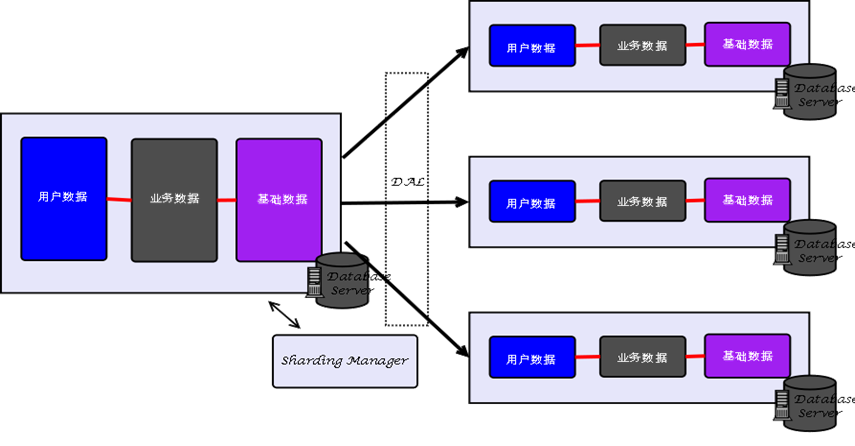 用户数据
业务数据
基础数据
Database
Server
Sharding Manager
DAL
用户数据
业务数据
基础数据
Database
Server
用户数据
业务数据
基础数据
Database
Server
用户数据
业务数据
基础数据
Database
Server